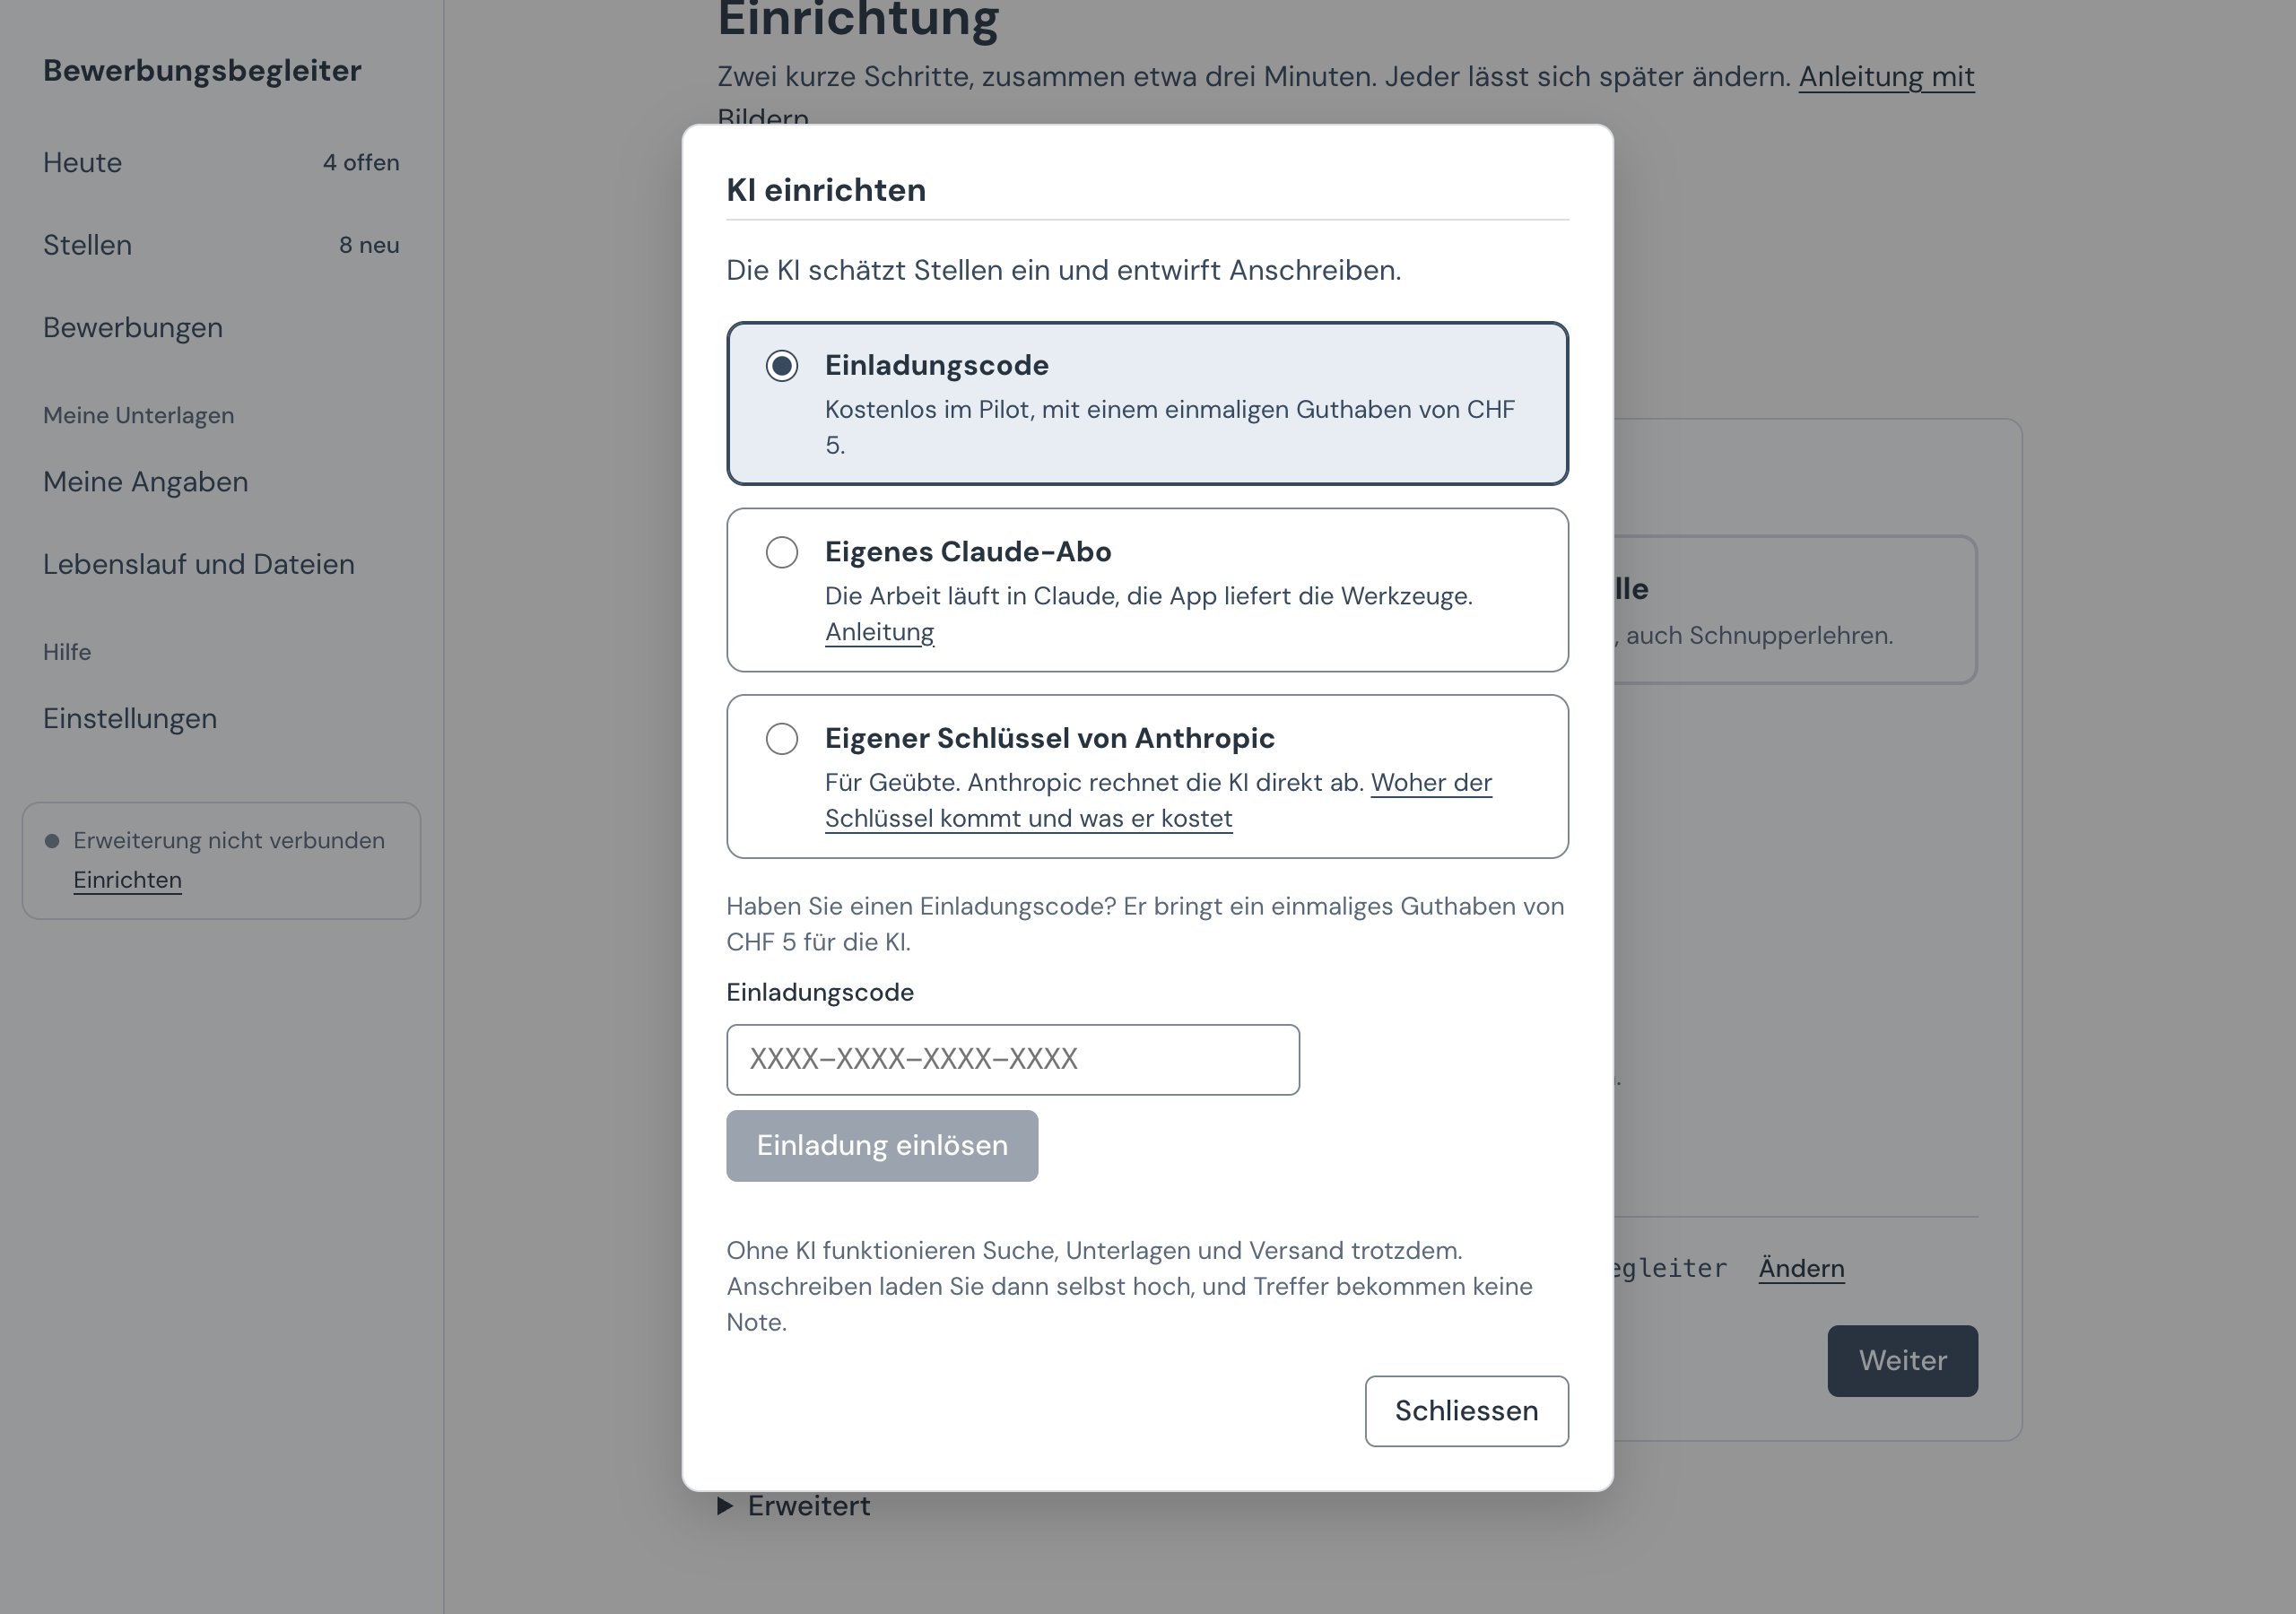 Bewerbungsbegleiter
Heute
4 offen
Stellen
8 neu
Bewerbungen
Meine Unterlagen
Meine Angaben
Lebenslauf und Dateien
Hilfe
Einstellungen
Erweiterung nicht verbunden
Einrichten
Einrichtung
Zwei kurze Schritte, zusammen etwa drei Minuten. Jeder lässt sich später ändern. Anleitung mit
Bildern
KI einrichten
Die KI schätzt Stellen ein und entwirft Anschreiben.
Einladungscode
Kostenlos im Pilot, mit einem einmaligen Guthaben von CHF
5.
Eigenes Claude-Abo
Die Arbeit läuft in Claude, die App liefert die Werkzeuge.
Anleitung
Eigener Schlüssel von Anthropic
Für Geübte. Anthropic rechnet die KI direkt ab. Woher der
Schlüssel kommt und was er kostet
Haben Sie einen Einladungscode? Er bringt ein einmaliges Guthaben von
CHF 5 für die KI.
Einladungscode
XXXX–XXXX–XXXX–XXXX
Einladung einlösen
Ohne KI funktionieren Suche, Unterlagen und Versand trotzdem.
Anschreiben laden Sie dann selbst hoch, und Treffer bekommen keine
Note.
Schliessen
lle
, auch Schnupperlehren.
egleiter
Ändern
Weiter
Erweitert